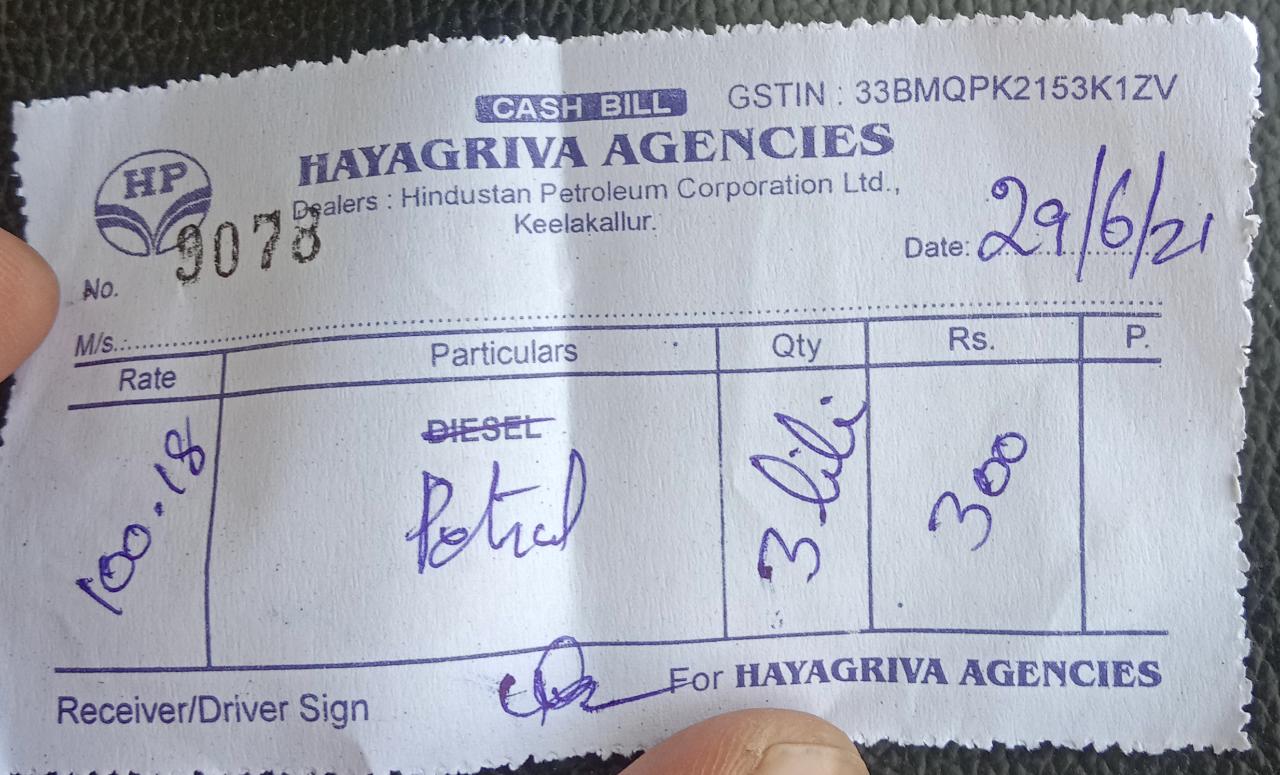 CASH BILL GSTIN : 33BMQPK2153K1ZV
HAYAGRIVA AGENCIES
HP
Dealers : Hindustan Petroleum Corporation Ltd.,
Keelakallur.
No. 9078
Date: 29/6/21
M/s.
Rate Particulars Qty Rs. P.
DIESEL
100.18 Petrol 3 300
For HAYAGRIVA AGENCIES
Receiver/Driver Sign